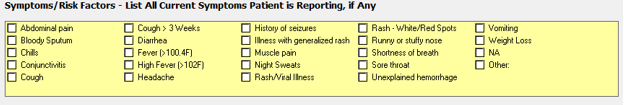 Symptoms/Risk Factors - List All Current Symptoms Patient is Reporting, if Any
Abdominal pain
Bloody Sputum
Chills
Conjunctivitis
Cough
Cough > 3 Weeks
Diarrhea
Fever (>100.4F)
High Fever (>102F)
Headache
History of seizures
Illness with generalized rash
Muscle pain
Night Sweats
Rash/Viral Illness
Rash - White/Red Spots
Runny or stuffy nose
Shortness of breath
Sore throat
Unexplained hemorrhage
Vomiting
Weight Loss
NA
Other: